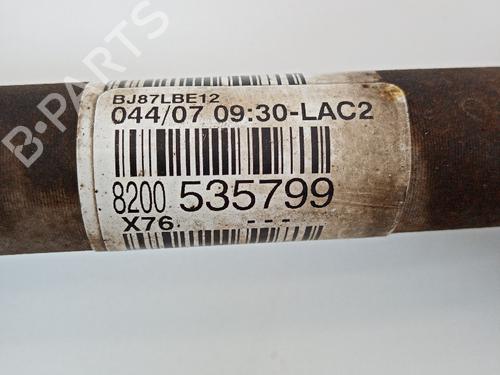 B-PARTS
BJ87LBE12
044/07 09:30-LAC2
8200 535799
X76 ---